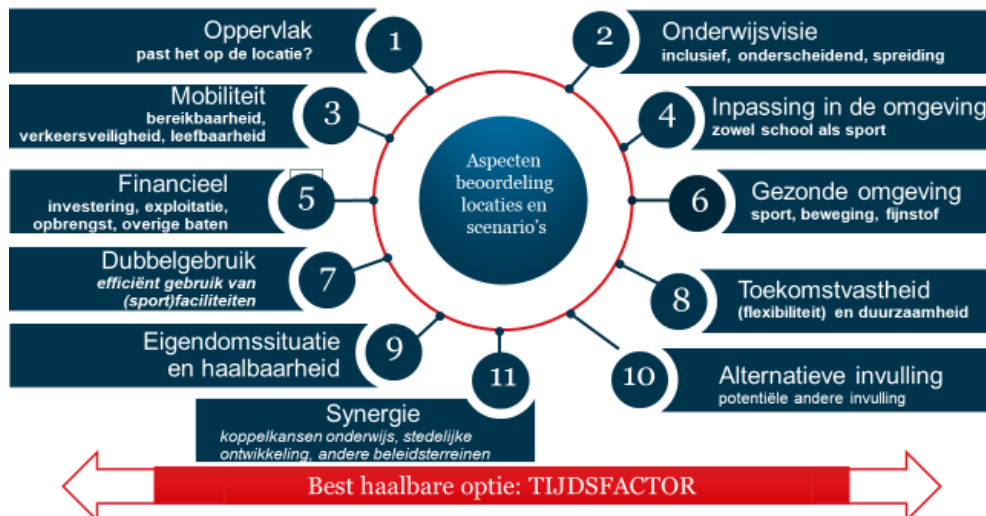 Oppervlak
past het op de locatie?
1
2
Onderwijsvisie
inclusief, onderscheidend, spreiding
Mobiliteit
bereikbaarheid,
verkeersveiligheid, leefbaarheid
3
4
Inpassing in de omgeving
zowel school als sport
Aspecten
beoordeling
locaties en
scenario's
Financieel
investering, exploitatie,
opbrengst, overige baten
5
6
Gezonde omgeving
sport, beweging, fijnstof
Dubbelgebruik
efficiënt gebruik van
(sport)faciliteiten
7
8
Toekomstvastheid
(flexibiliteit) en duurzaamheid
Eigendomssituatie
en haalbaarheid
9
10
Alternatieve invulling
potentiële andere invulling
11
Synergie
koppelkansen onderwijs, stedelijke
ontwikkeling, andere beleidsterreinen
Best haalbare optie: TIJDSFACTOR